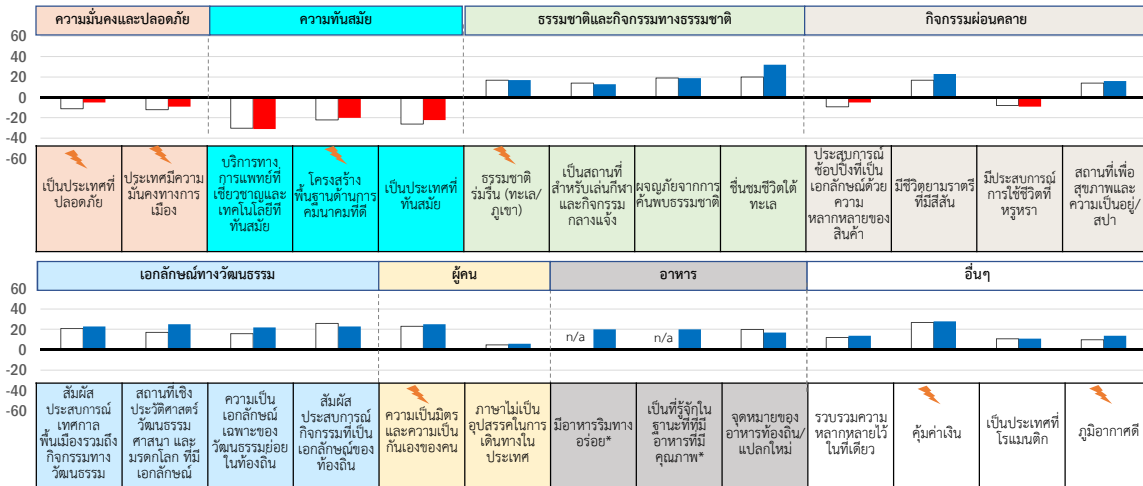 ความมั่นคงและปลอดภัย
ความทันสมัย
ธรรมชาติและกิจกรรมทางธรรมชาติ
กิจกรรมผ่อนคลาย
60
40
20
0
-20
-40
-60
เป็นประเทศที่
ปลอดภัย
ประเทศมีความ
มั่นคงทางการ
เมือง
บริการทาง
การแพทย์ที่
เชี่ยวชาญและ
เทคโนโลยีที่
ทันสมัย
โครงสร้าง
พื้นฐานด้านการ
คมนาคมที่ดี
เป็นประเทศที่
ทันสมัย
ธรรมชาติ
ร่มรื่น (ทะเล/
ภูเขา)
เป็นสถานที่
สำหรับเล่นกีฬา
และกิจกรรม
กลางแจ้ง
ผจญภัยจากการ
ค้นพบธรรมชาติ
ชื่นชมชีวิตใต้
ทะเล
ประสบการณ์
ช้อปปิ้งที่เป็น
เอกลักษณ์ด้วย
ความ
หลากหลายของ
สินค้า
มีชีวิตยามราตรี
ที่มีสีสัน
มีประสบการณ์
การใช้ชีวิตที่
หรูหรา
สถานที่เพื่อ
สุขภาพและ
ความเป็นอยู่/
สปา
เอกลักษณ์ทางวัฒนธรรม
ผู้คน
อาหาร
อื่นๆ
60
40
20
0
-20
-40
-60
n/a
n/a
สัมผัส
ประสบการณ์
เทศกาล
พื้นเมืองรวมถึง
กิจกรรมทาง
วัฒนธรรม
สถานที่เชิง
ประวัติศาสตร์
วัฒนธรรม
ศาสนา และ
มรดกโลก ที่มี
เอกลักษณ์
ความเป็น
เอกลักษณ์
เฉพาะของ
วัฒนธรรมย่อย
ในท้องถิ่น
สัมผัส
ประสบการณ์
กิจกรรมที่เป็น
เอกลักษณ์ของ
ท้องถิ่น
ความเป็นมิตร
และความเป็น
กันเองของคน
ภาษาไม่เป็น
อุปสรรคในการ
เดินทางใน
ประเทศ
มีอาหารริมทาง
อร่อย*
เป็นที่รู้จักใน
ฐานะที่ที่มี
อาหารที่มี
คุณภาพ*
จุดหมายของ
อาหารท้องถิ่น/
แปลกใหม่
รวบรวมความ
หลากหลายไว้
ในที่เดียว
คุ้มค่าเงิน
เป็นประเทศที่
โรแมนติก
ภูมิอากาศดี